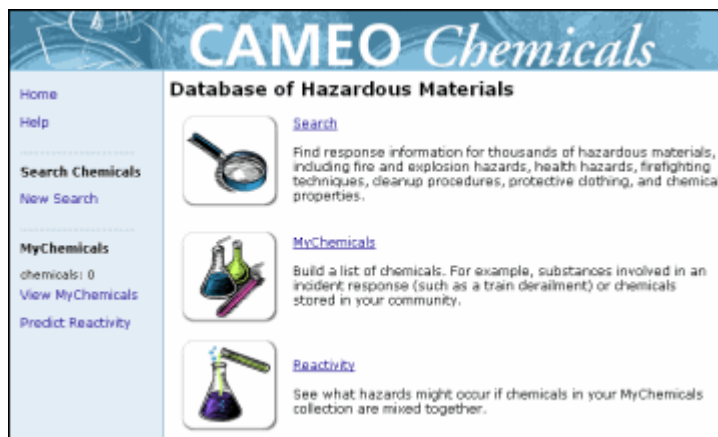 CAMEO Chemicals
Home
Help
Search Chemicals
New Search
MyChemicals
chemicals: 0
View MyChemicals
Predict Reactivity
Database of Hazardous Materials
Search
Find response information for thousands of hazardous materials,
including fire and explosion hazards, health hazards, firefighting
techniques, cleanup procedures, protective clothing, and chemica
properties.
MyChemicals
Build a list of chemicals. For example, substances involved in an
incident response (such as a train derailment) or chemicals
stored in your community.
Reactivity
See what hazards might occur if chemicals in your MyChemicals
collection are mixed together.